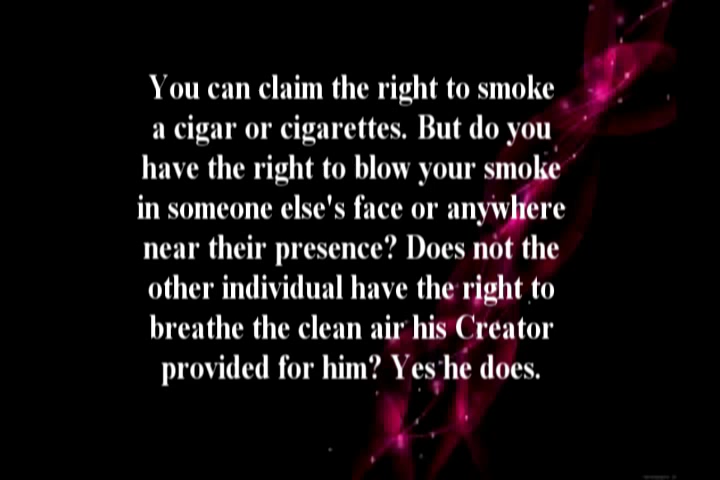 You can claim the right to smoke
a cigar or cigarettes. But do you
have the right to blow your smoke
in someone else's face or anywhere
near their presence? Does not the
other individual have the right to
breathe the clean air his Creator
provided for him? Yes he does.